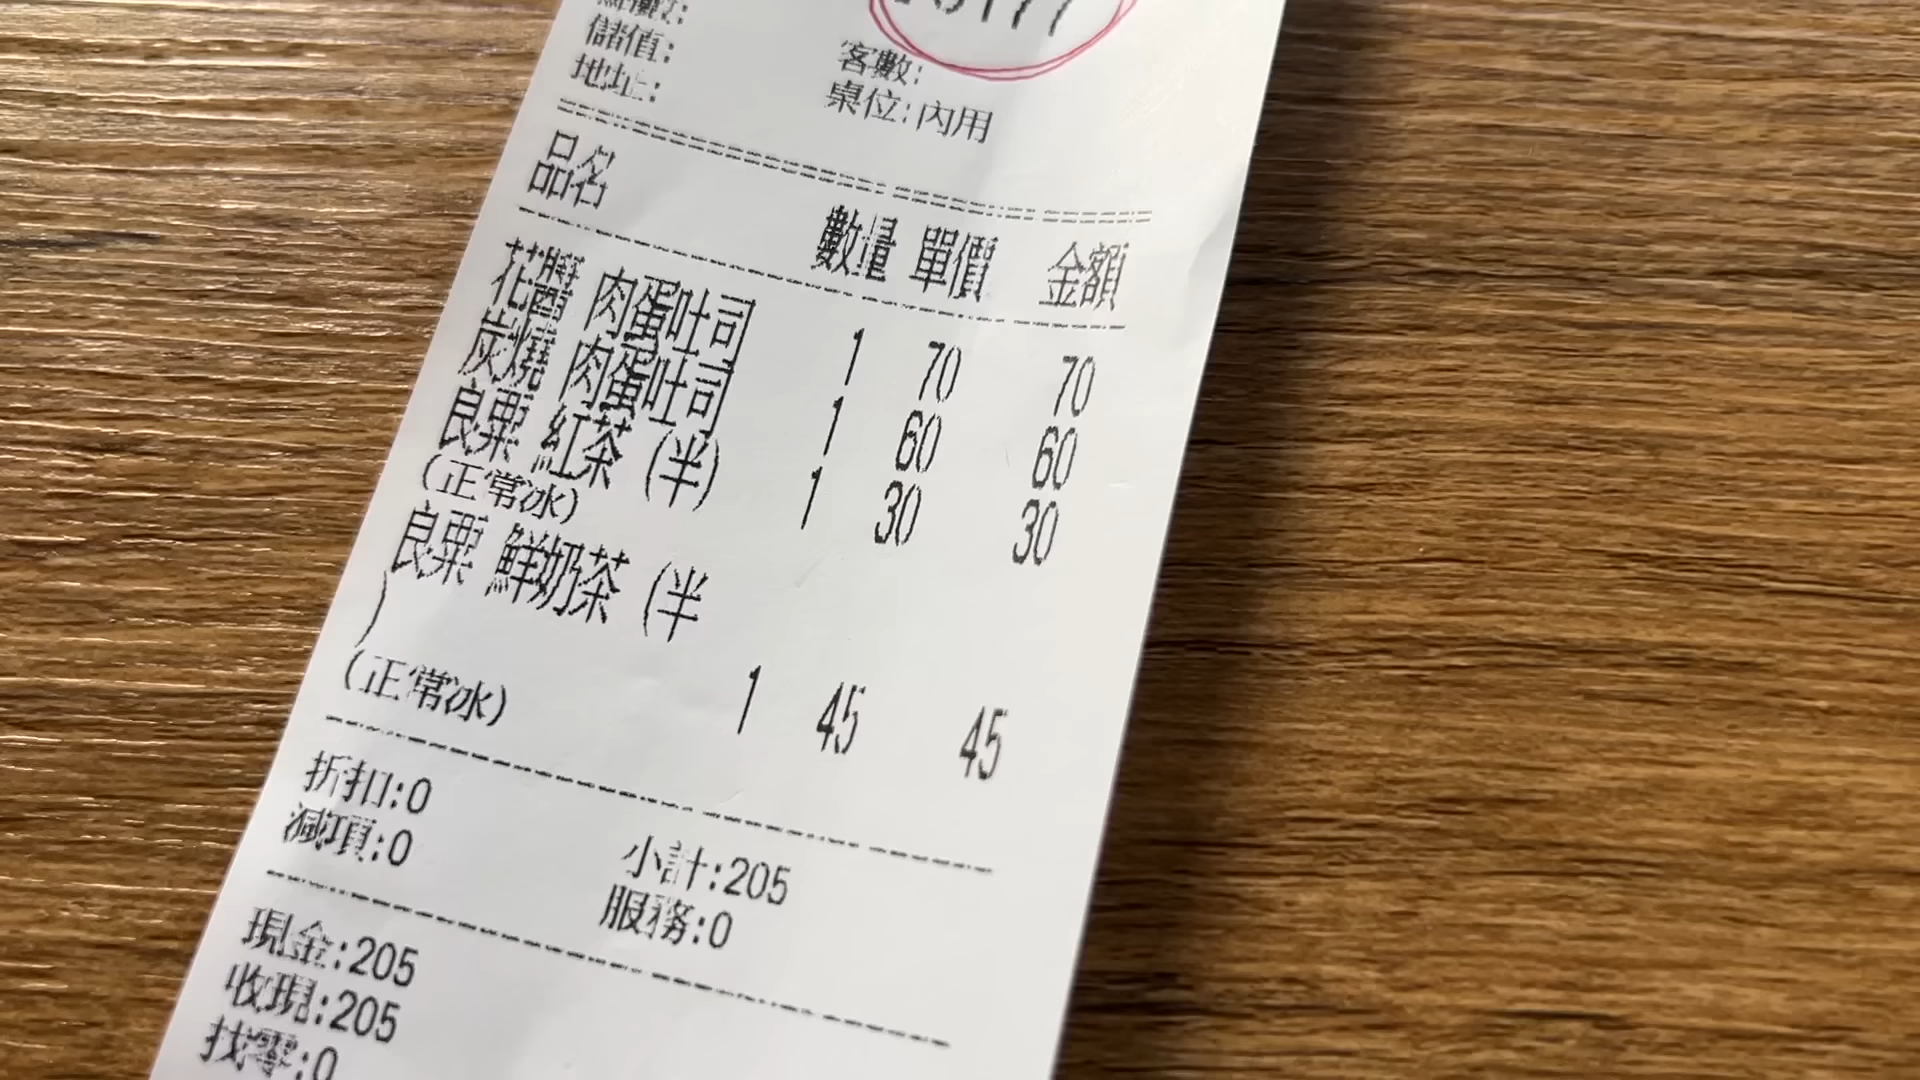 儲值:
客數:
地址:
桌位:內用
品名 數量 單價 金額
花醬 肉蛋吐司 1 70 70
炭燒 肉蛋吐司 1 60 60
良粟 紅茶 (半) 1 30 30
(正常冰)
良粟 鮮奶茶 (半
)
(正常冰) 1 45 45
折扣:0
小計:205
減項:0
服務:0
現金:205
收現:205
找零:0